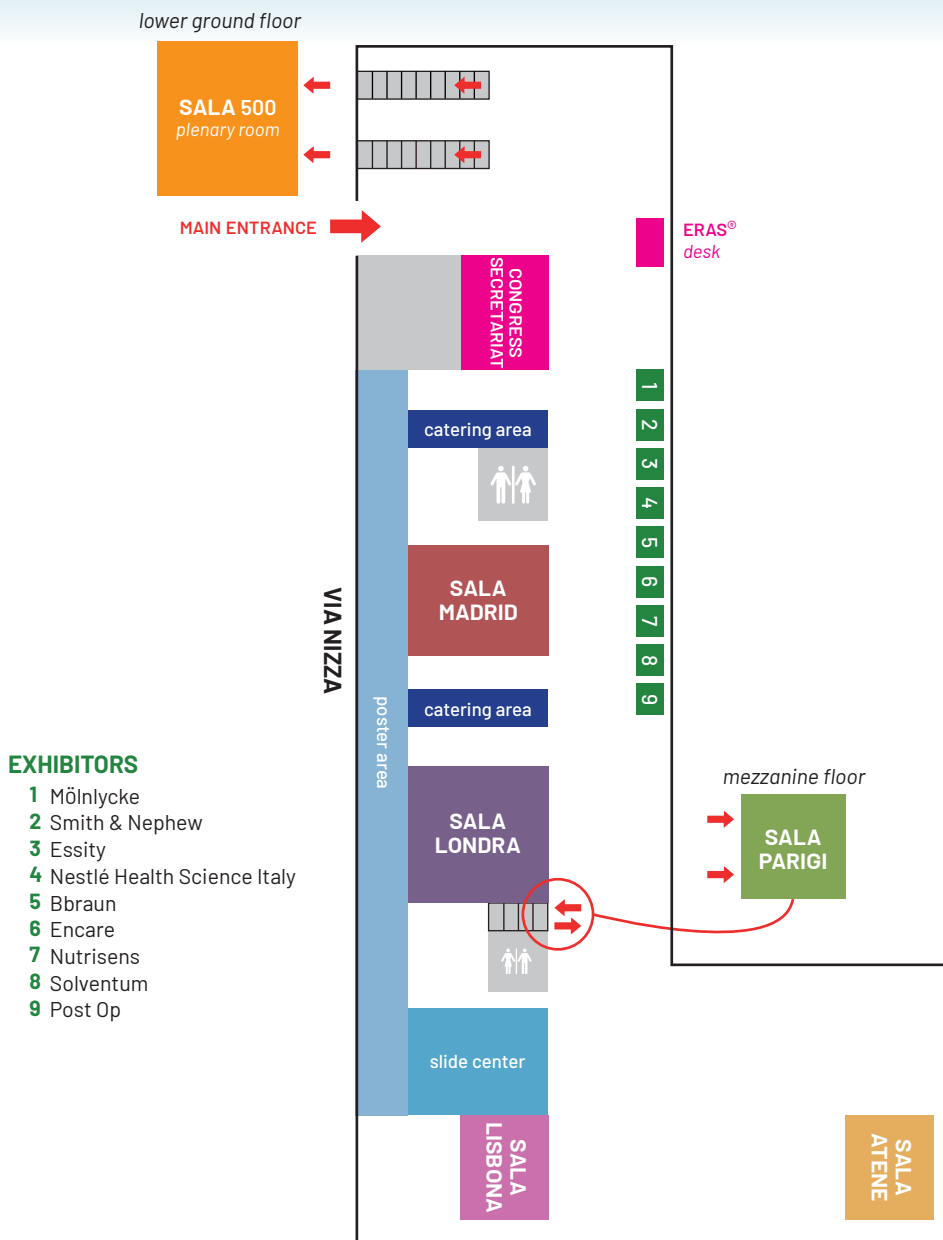 lower ground floor
SALA 500
plenary room
MAIN ENTRANCE
ERAS®
desk
CONGRESS
SECRETARIAT
1
2
3
4
5
6
7
8
9
catering area
SALA
MADRID
VIA NIZZA
poster area
catering area
EXHIBITORS
1 Mölnlycke
2 Smith & Nephew
3 Essity
4 Nestlé Health Science Italy
5 Bbraun
6 Encare
7 Nutrisens
8 Solventum
9 Post Op
SALA
LONDRA
mezzanine floor
SALA
PARIGI
slide center
SALA
LISBONA
SALA
ATENE